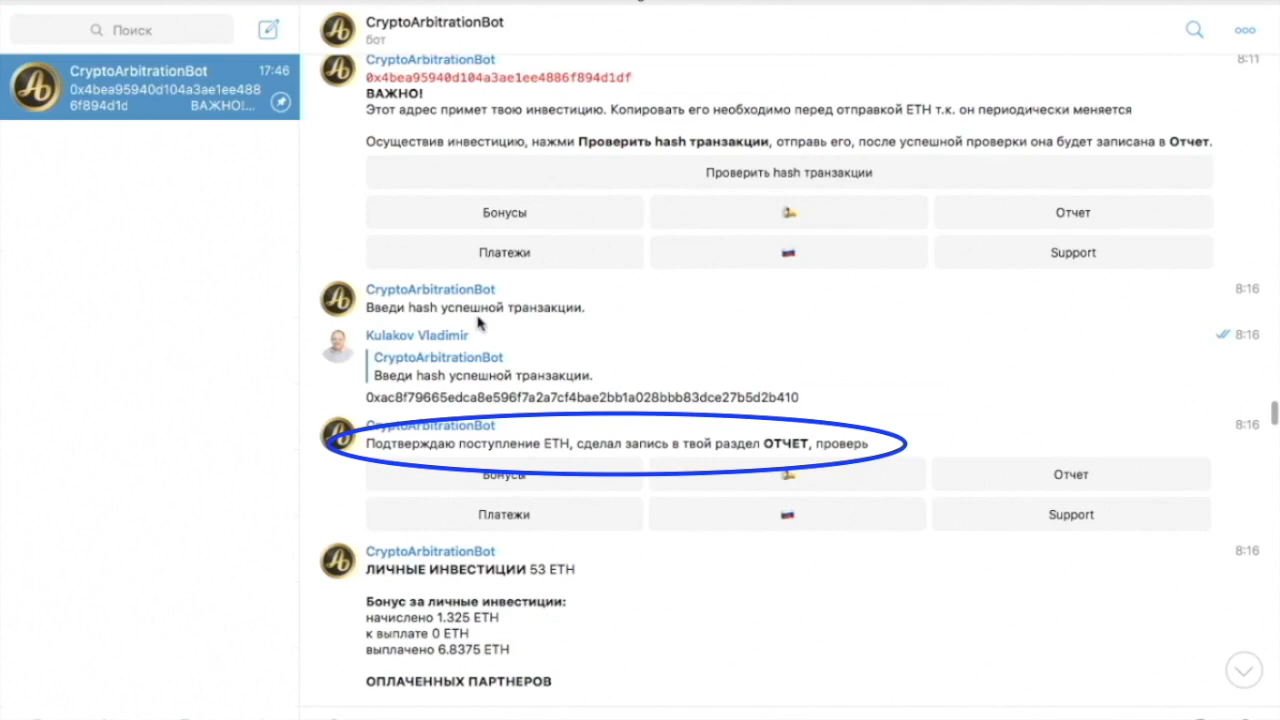 Поиск
CryptoArbitrationBot
бот
CryptoArbitrationBot 17:46
0x4bea95940d104a3ae1ee488
6f894d1d ВАЖНО!...
CryptoArbitrationBot 8:11
0x4bea95940d104a3ae1ee4886f894d1df
ВАЖНО!
Этот адрес примет твою инвестицию. Копировать его необходимо перед отправкой ETH т.к. он периодически меняется
Осуществив инвестицию, нажми Проверить hash транзакции, отправь его, после успешной проверки она будет записана в Отчет.
Проверить hash транзакции
Бонусы Отчет
Платежи Support
CryptoArbitrationBot 8:16
Введи hash успешной транзакции.
Kulakov Vladimir 8:16
CryptoArbitrationBot
Введи hash успешной транзакции.
0xac8f79665edca8e596f7a2a7cf4bae2bb1a028bbb83dce27b5d2b410
CryptoArbitrationBot 8:16
Подтверждаю поступление ETH, сделал запись в твой раздел ОТЧЕТ, проверь
Бонусы Отчет
Платежи Support
CryptoArbitrationBot 8:16
ЛИЧНЫЕ ИНВЕСТИЦИИ 53 ETH
Бонус за личные инвестиции:
начислено 1.325 ETH
к выплате 0 ETH
выплачено 6.8375 ETH
ОПЛАЧЕННЫХ ПАРТНЕРОВ